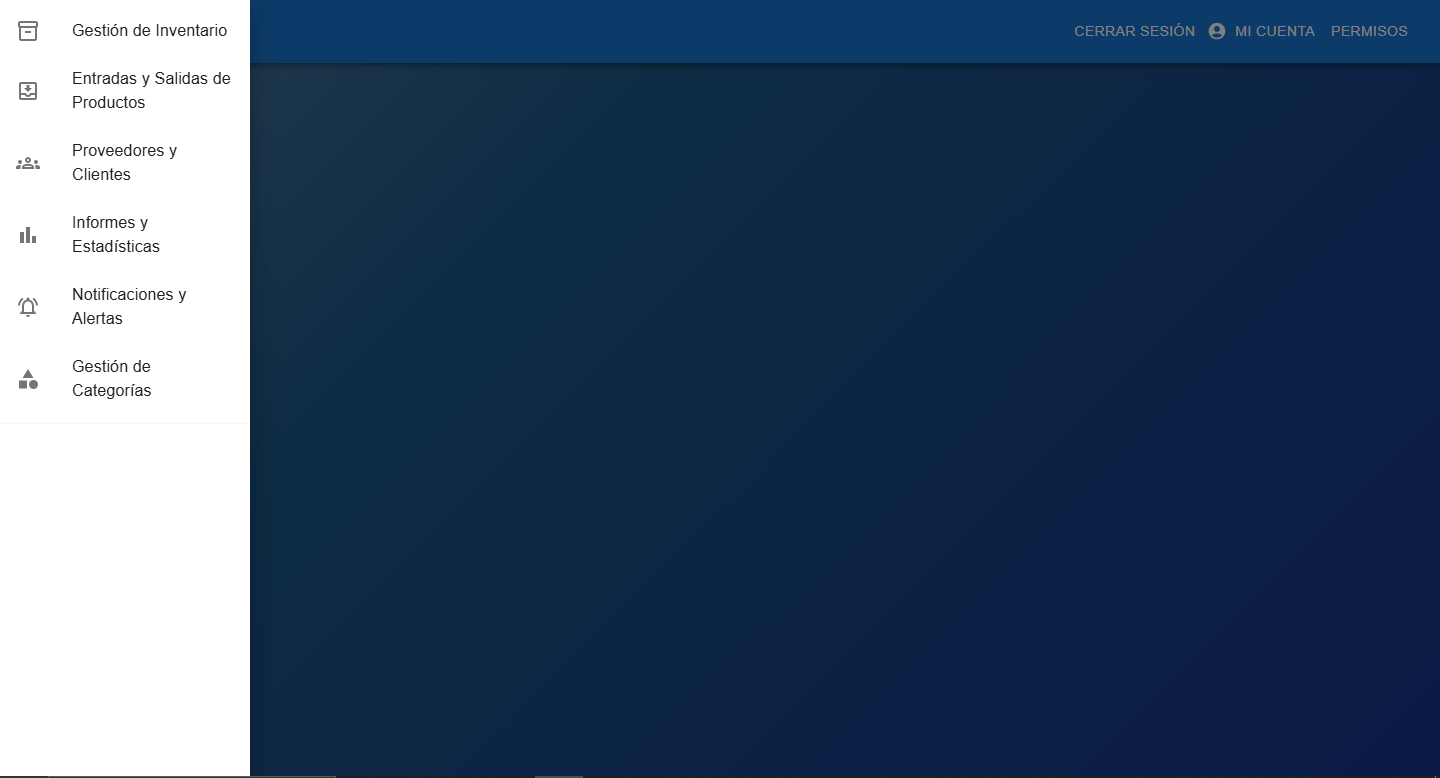 Gestión de Inventario
Entradas y Salidas de
Productos
Proveedores y
Clientes
Informes y
Estadísticas
Notificaciones y
Alertas
Gestión de
Categorías
CERRAR SESIÓN MI CUENTA PERMISOS